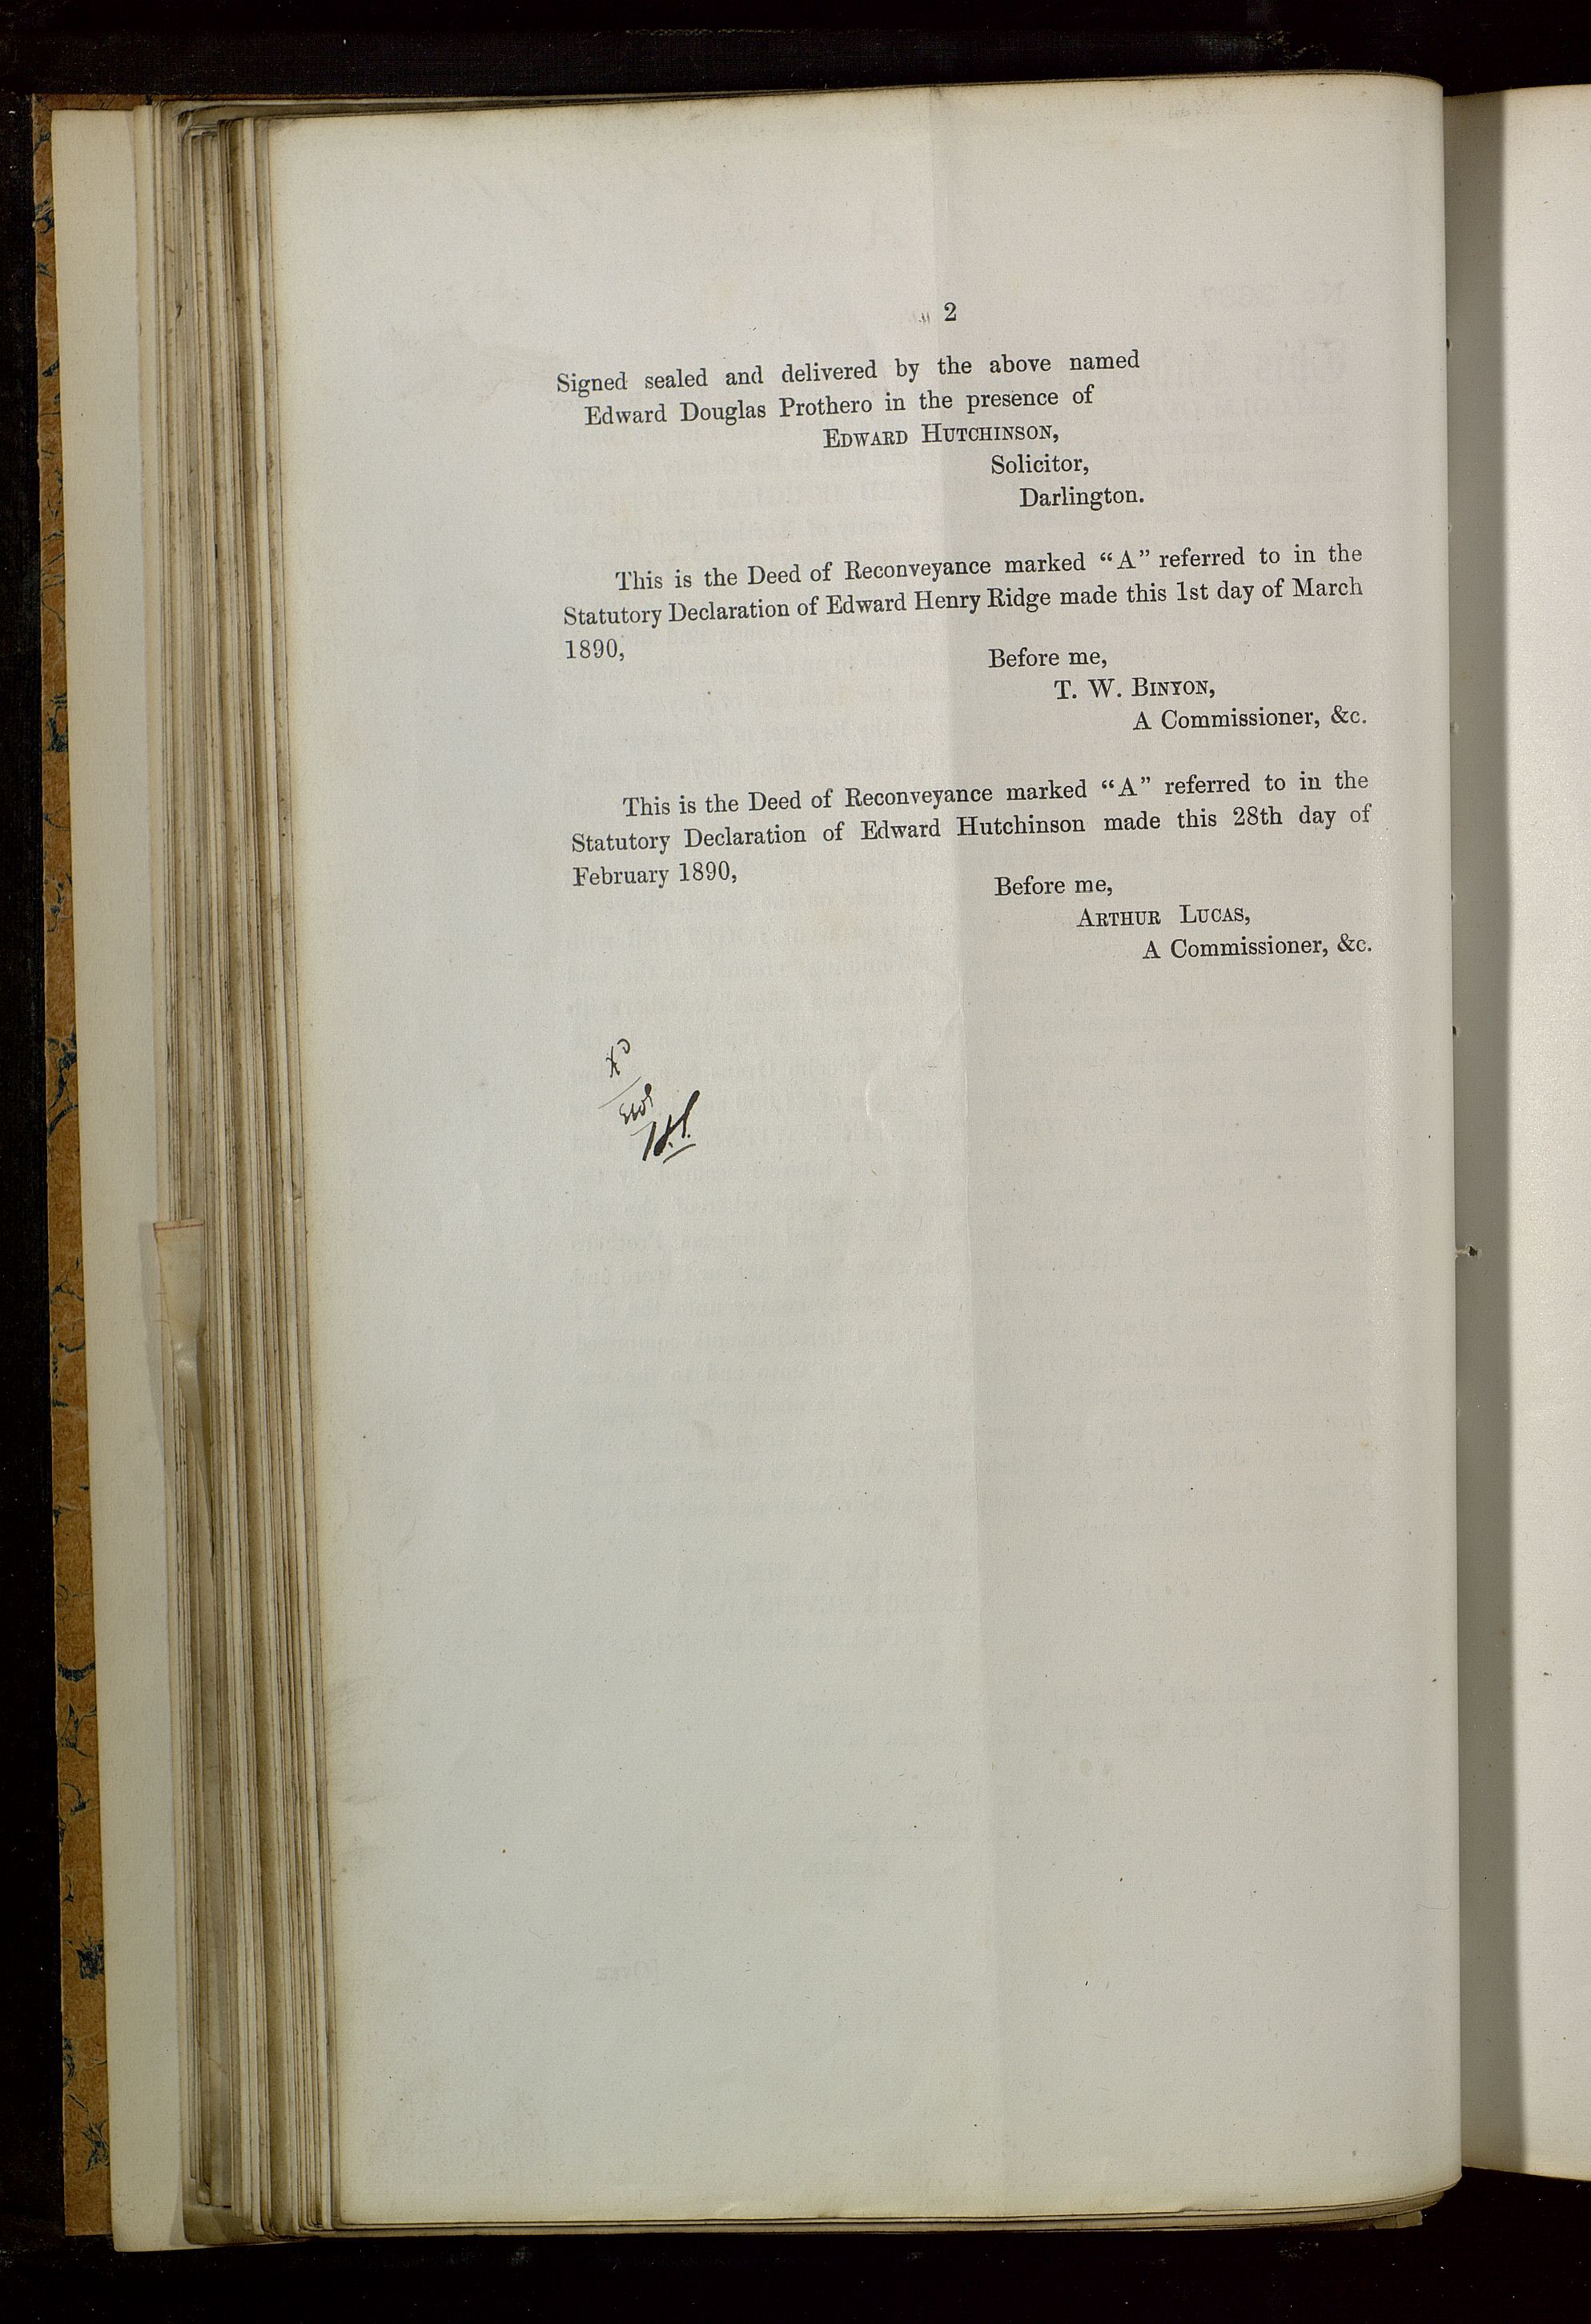 2
Signed sealed and delivered by the above named
Edward Douglas Prothero in the presence of
EDWARD HUTCHINSON,
Solicitor,
Darlington.
This is the Deed of Reconveyance marked “A” referred to in the
Statutory Declaration of Edward Henry Ridge made this 1st day of March
1890,
Before me,
T. W. BINYON,
A Commissioner, &c.
This is the Deed of Reconveyance marked “A” referred to in the
Statutory Declaration of Edward Hutchinson made this 28th day of
February 1890,
Before me,
ARTHUR LUCAS,
A Commissioner, &c.